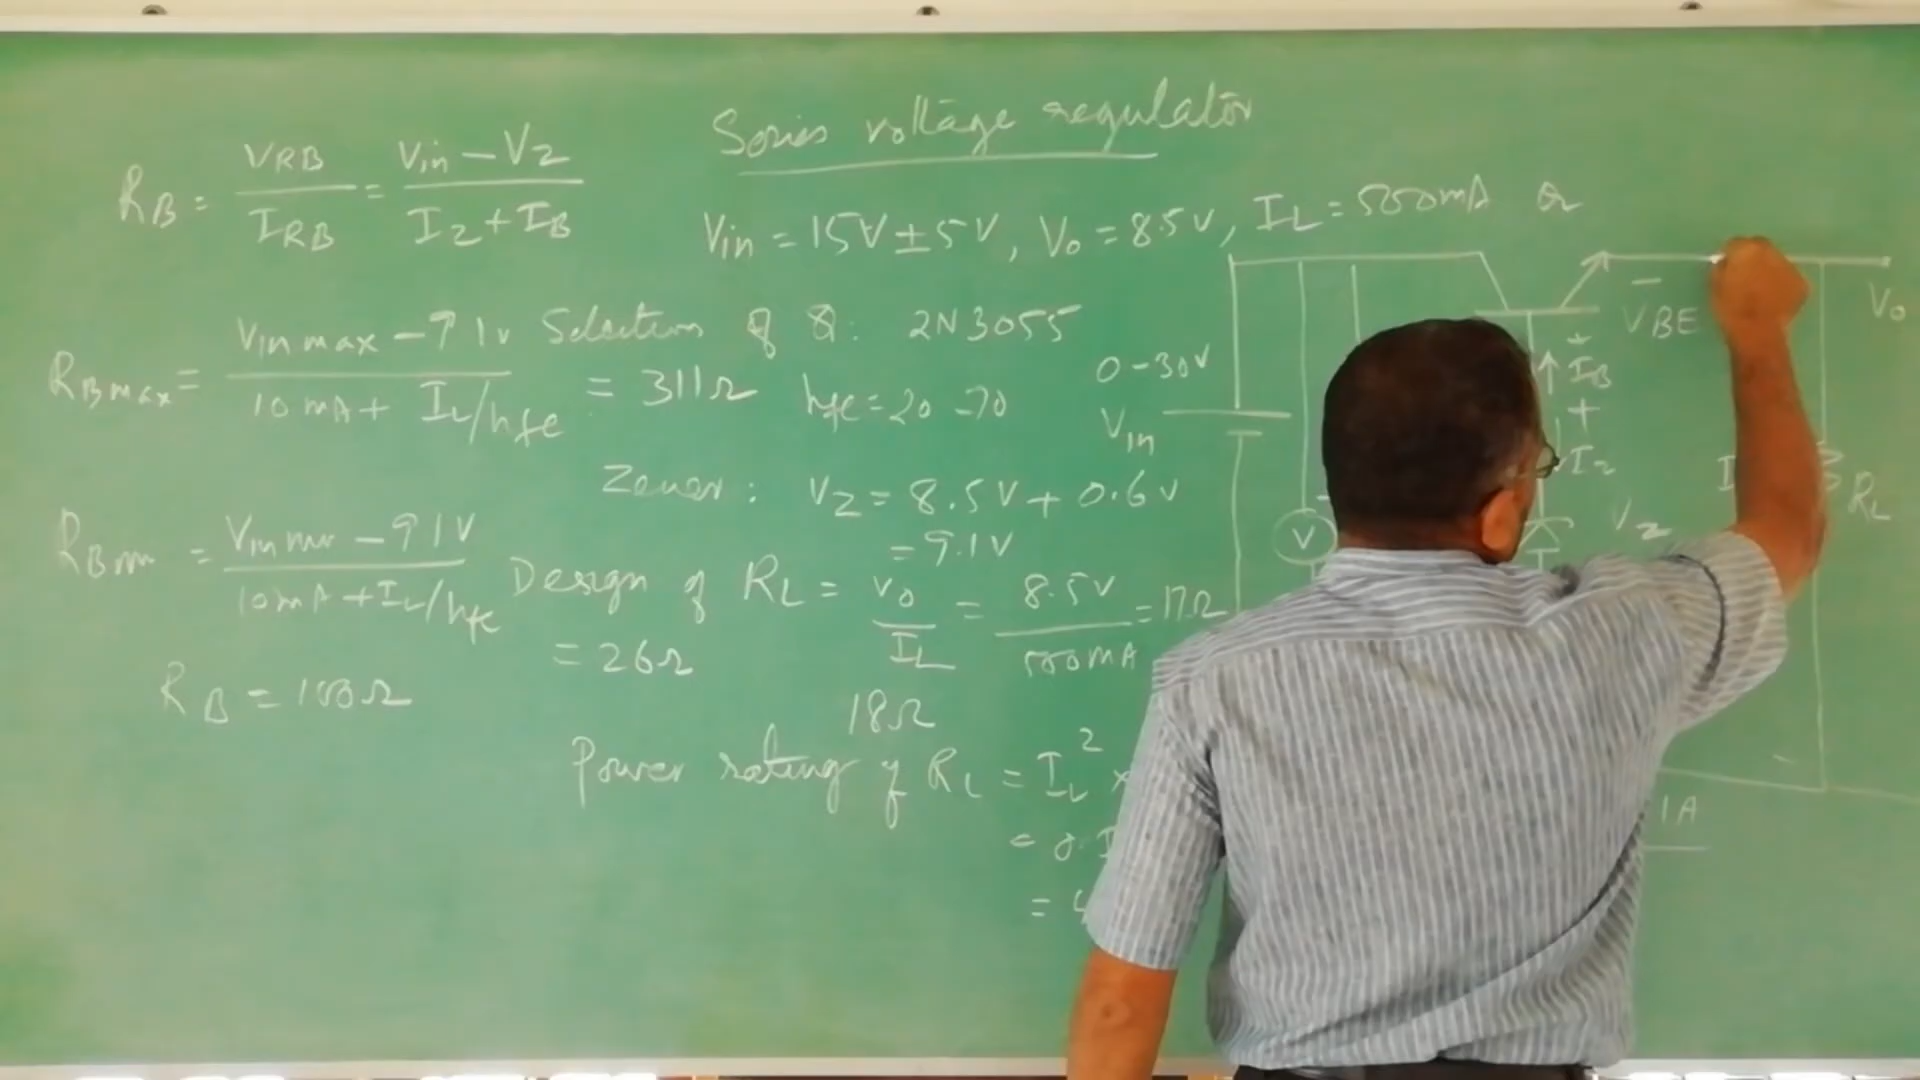 Series voltage regulator
Vin = 15V ± 5V, Vo = 8.5V, IL = 500mA
RB = VRB / IRB = Vin - VZ / IZ + IB
Selection of Q: 2N3055
hfe = 20 - 70
RBmax = Vin max - 9.1V / 10mA + IL/hfe = 311Ω
Zener: VZ = 8.5V + 0.6V
= 9.1V
RBmin = Vin min - 9.1V / 10mA + IL/hfe
= 26Ω
RB = 100Ω
Design of RL = Vo / IL = 8.5V / 500mA = 17Ω
18Ω
Power rating of RL = IL²
0-30V
Vin
V
VBE
IB
+
IZ
VZ
RL
Vo
1A